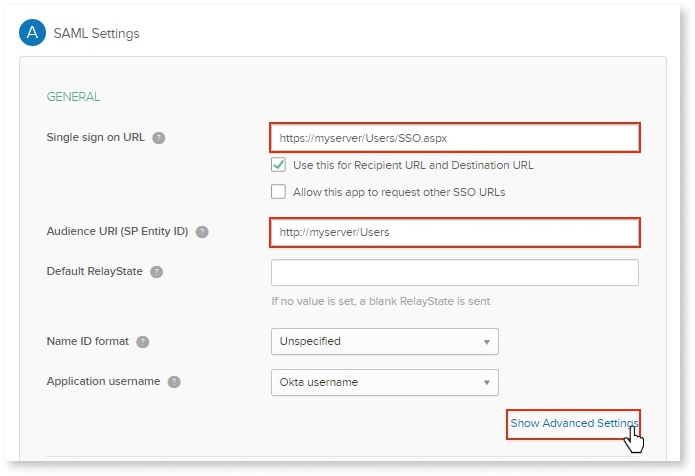 A SAML Settings
GENERAL
Single sign on URL ?
https://myserver/Users/SSO.aspx
Use this for Recipient URL and Destination URL
Allow this app to request other SSO URLs
Audience URI (SP Entity ID) ?
http://myserver/Users
Default RelayState ?
If no value is set, a blank RelayState is sent
Name ID format ?
Unspecified
Application username ?
Okta username
Show Advanced Settings